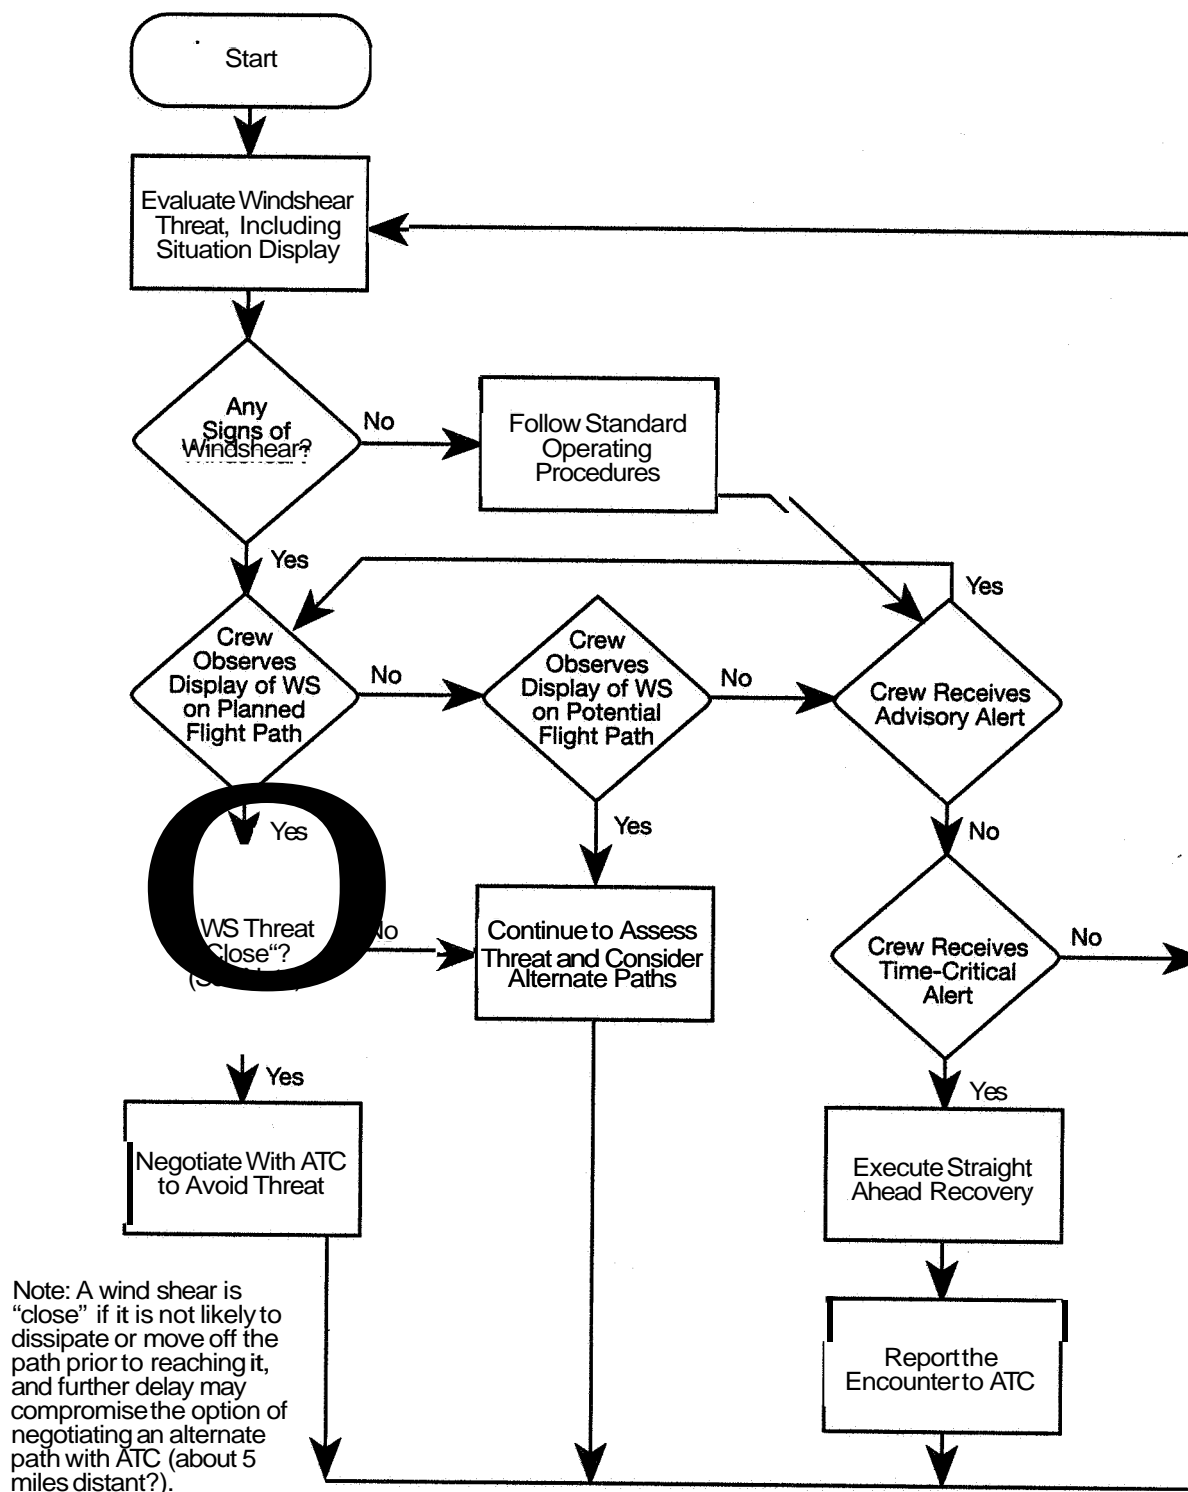 Start
Evaluate Windshear
Threat, Including
Situation Display
Any
Signs of
Windshear?
No
Follow Standard
Operating
Procedures
Yes
Yes
Crew
Observes
Display of WS
on Planned
Flight Path
No
Crew
Observes
Display of WS
on Potential
Flight Path
No
Crew Receives
Advisory Alert
Yes
Yes
No
WS Threat
No
Continue to Assess
Threat and Consider
Alternate Paths
Crew Receives
Time-Critical
Alert
No
Yes
Yes
Negotiate With ATC
to Avoid Threat
Execute Straight
Ahead Recovery
Report the
Encounter to ATC
Note: A wind shear is
“close” if it is not likely to
dissipate or move off the
path prior to reaching it,
and further delay may
compromise the option of
negotiating an alternate
path with ATC (about 5
miles distant?).